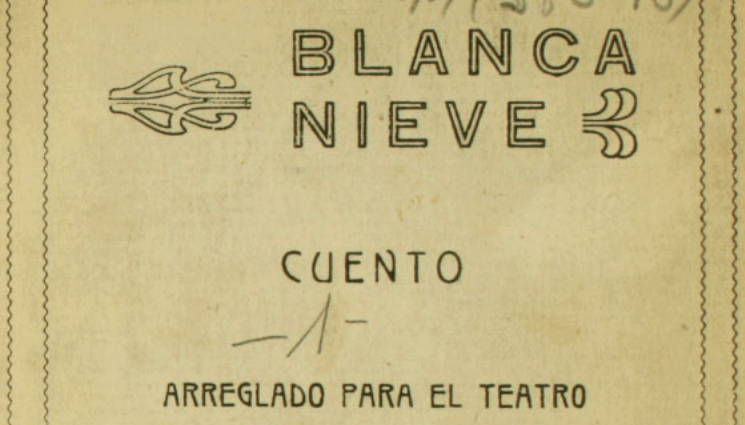 BLANCA
NIEVE
CUENTO
-1-
ARREGLADO PARA EL TEATRO